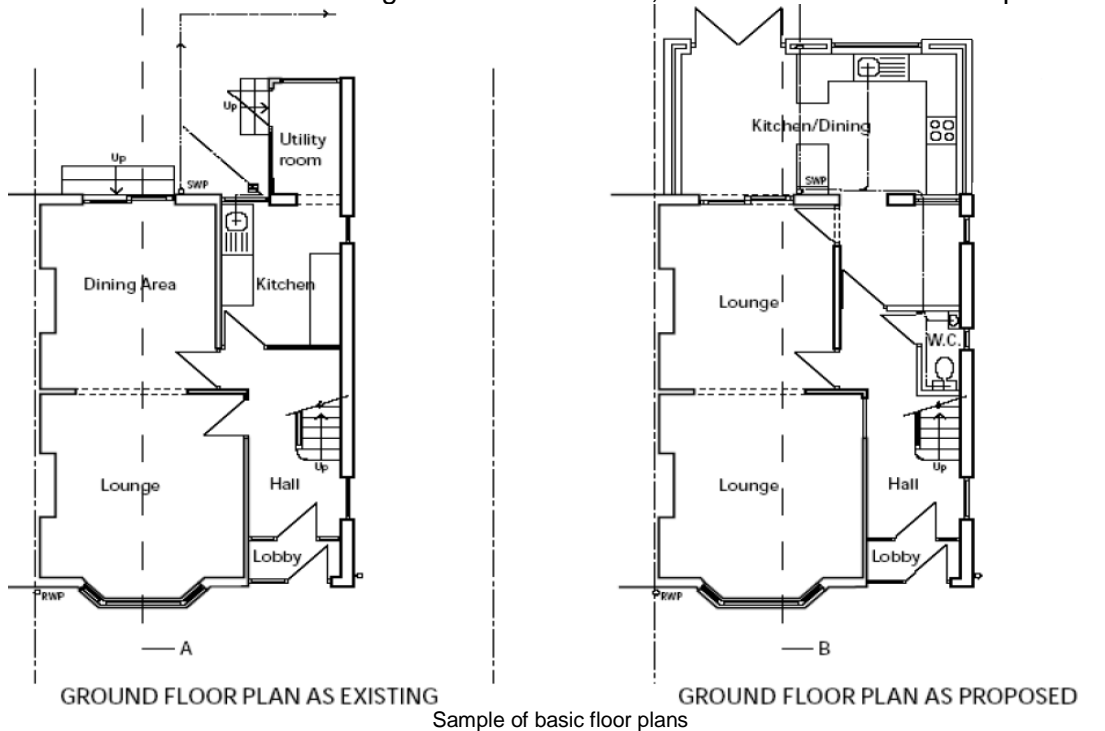 Up
Utility
room
Up
SWP
Dining Area
Kitchen
Lounge
Up
Hall
Lobby
RWP
A
GROUND FLOOR PLAN AS EXISTING
Kitchen/Dining
SWP
Lounge
W.C.
Lounge
Up
Hall
Lobby
RWP
B
GROUND FLOOR PLAN AS PROPOSED
Sample of basic floor plans